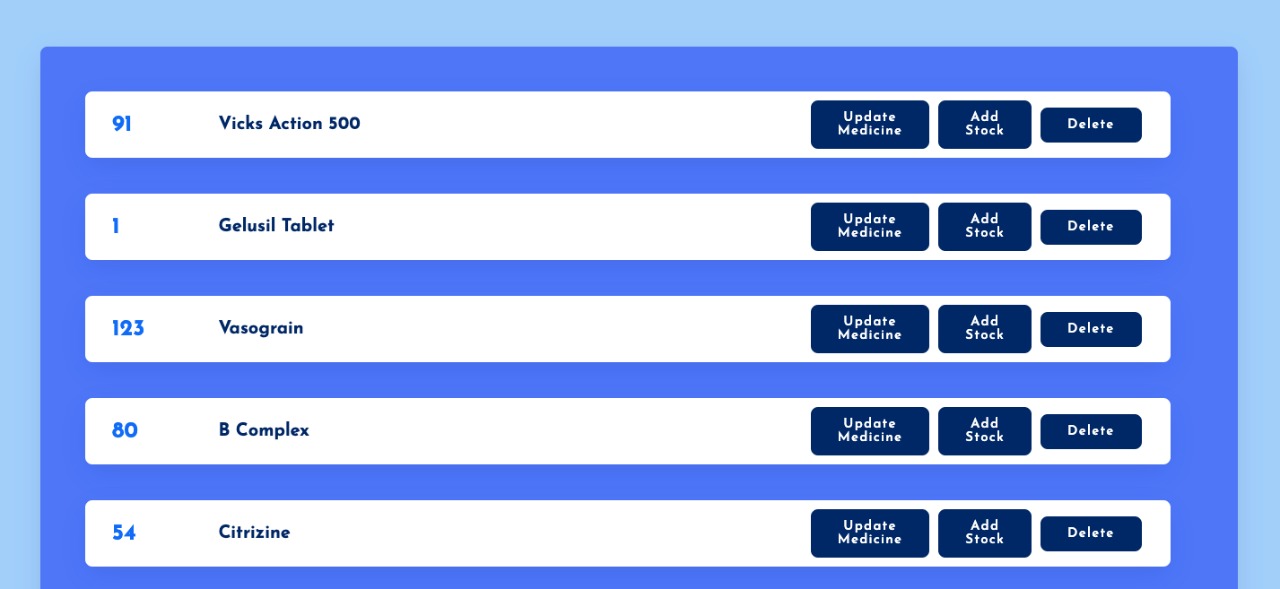 91 Vicks Action 500 Update Medicine Add Stock Delete
1 Gelusil Tablet Update Medicine Add Stock Delete
123 Vasograin Update Medicine Add Stock Delete
80 B Complex Update Medicine Add Stock Delete
54 Citrizine Update Medicine Add Stock Delete